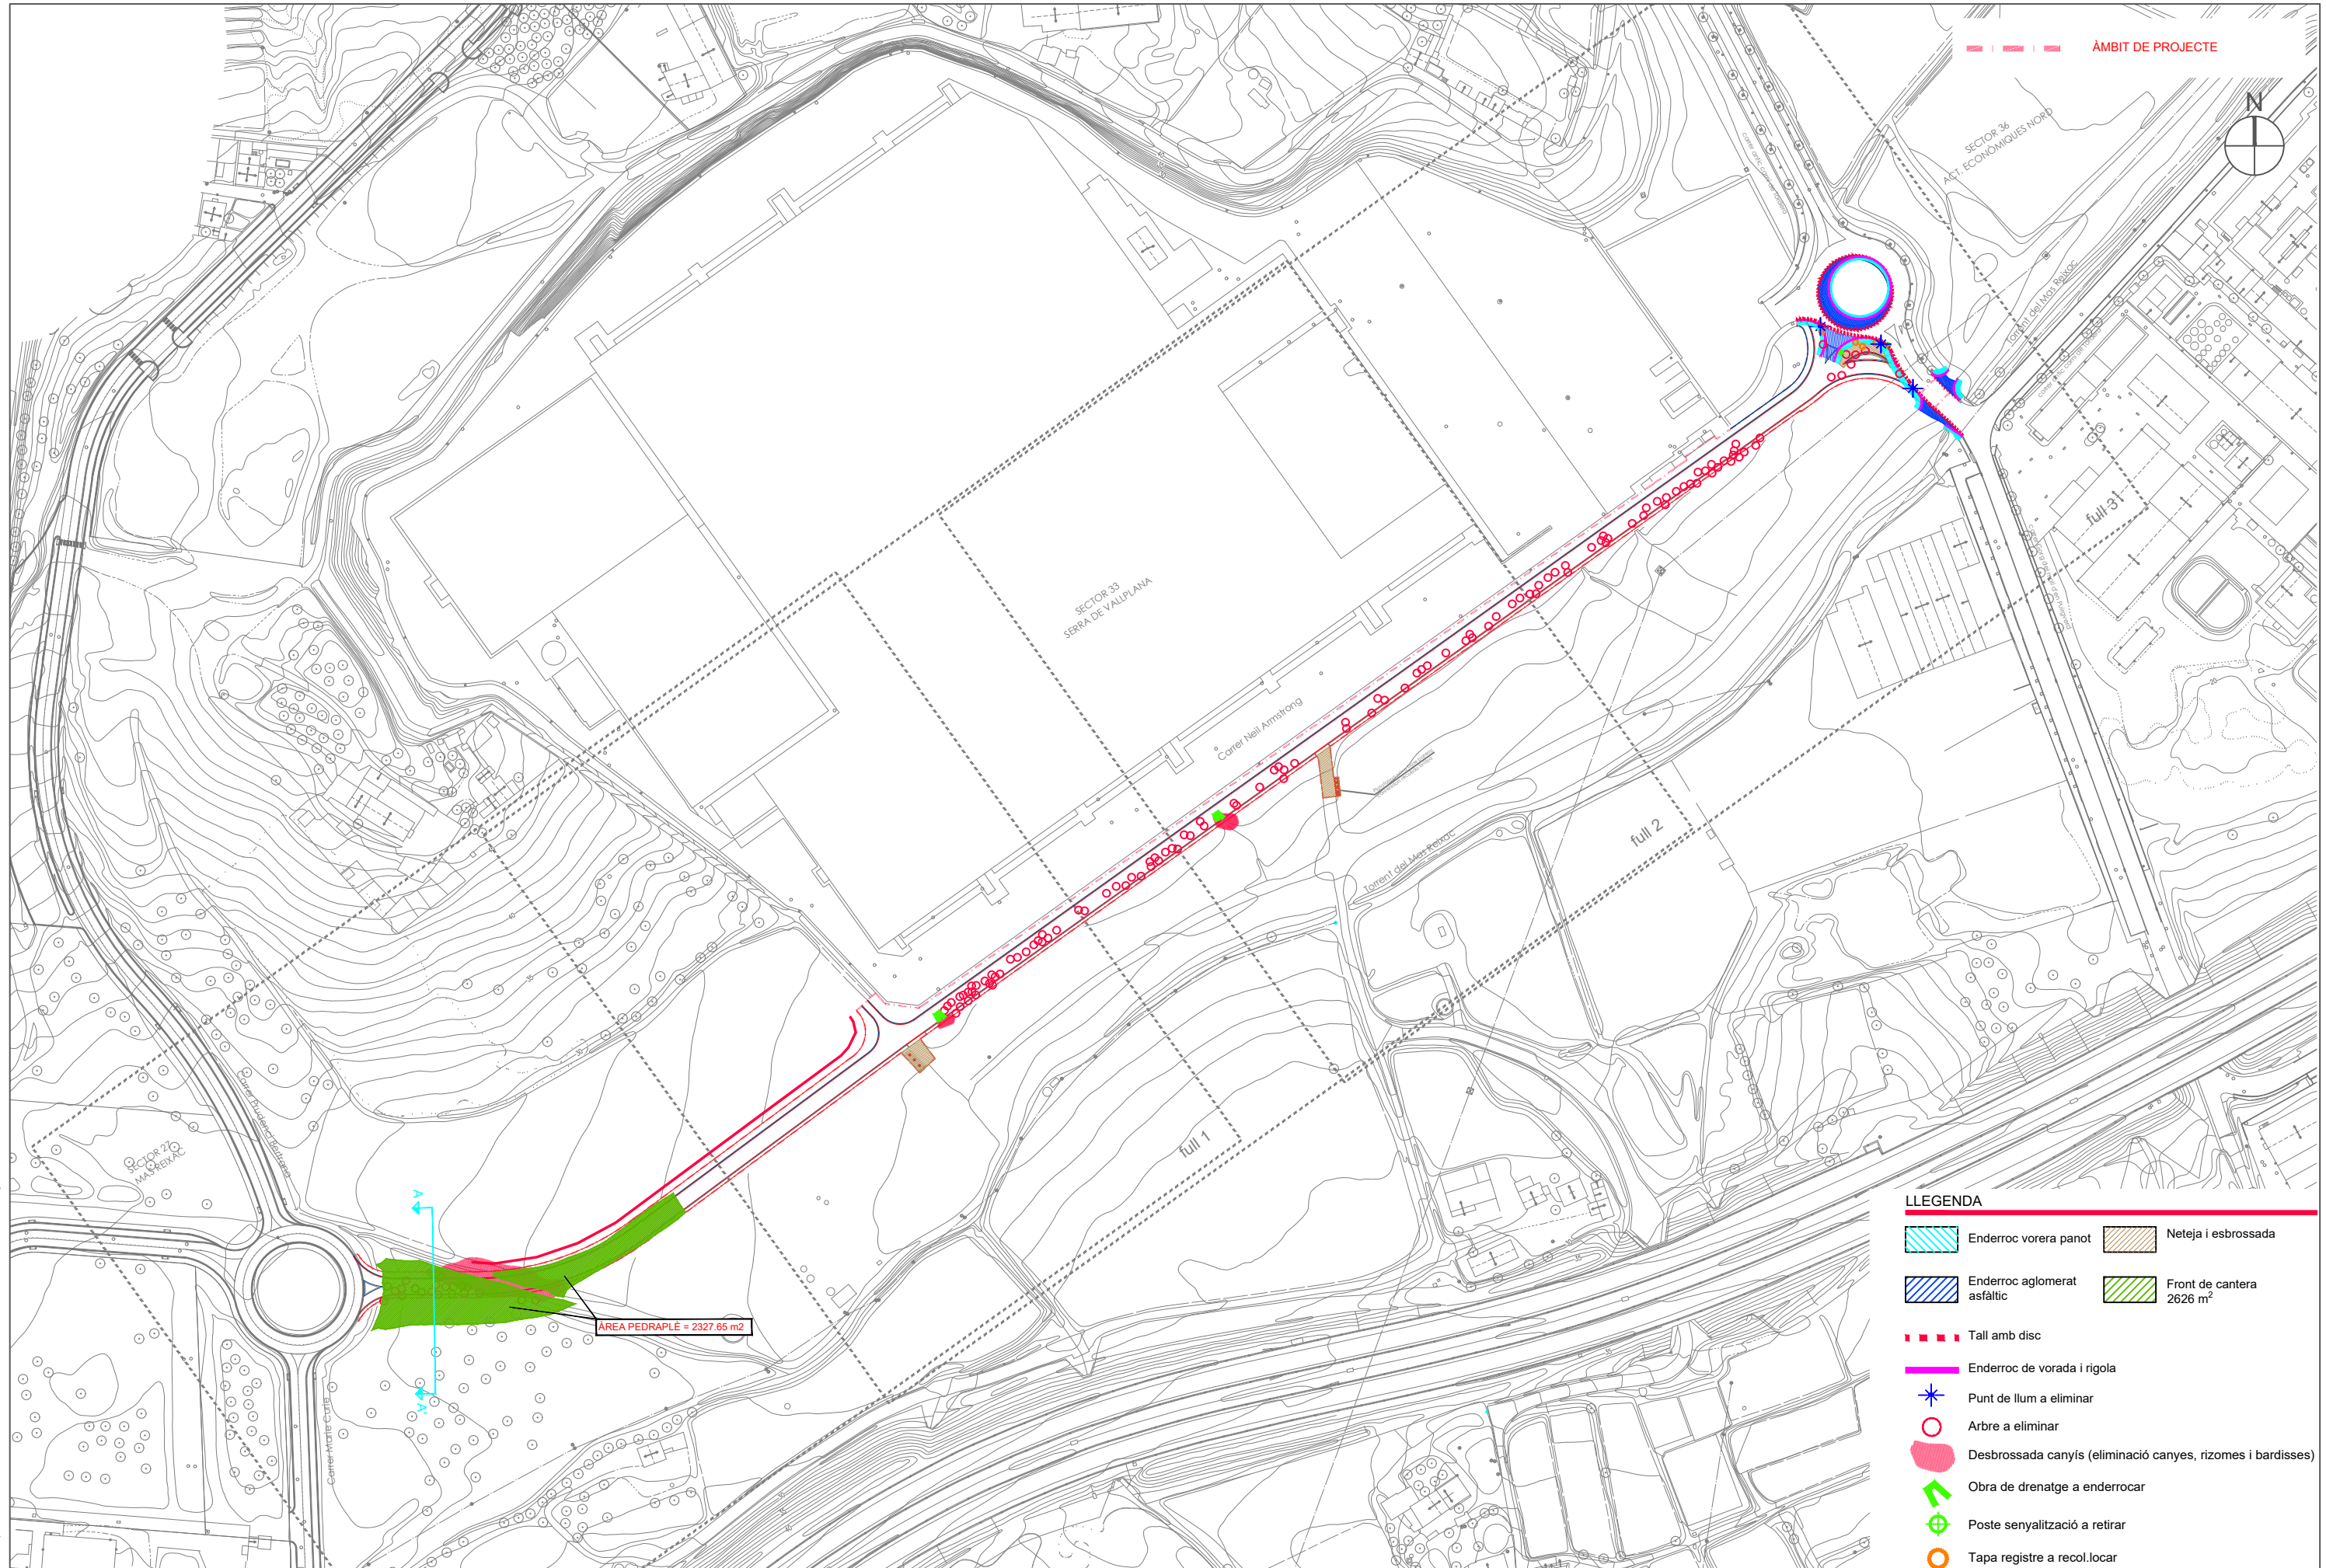 ÀMBIT DE PROJECTE
N
SECTOR 36
ACT. ECONÒMIQUES NORD
Torrent del Mas Reixac
full 31
SECTOR 33
SERRA DE VALLPLANA
Carrer Neil Armstrong
Torrent del Mas Reixac
full 2
full 1
Carrer Prudenci Bertrana
SECTOR 27
MAS REIXAC
A
A'
ÀREA PEDRAPLÈ = 2327.65 m2
Carrer Marie Curie
LLEGENDA
Enderroc vorera panot
Neteja i esbrossada
Enderroc aglomerat
asfàltic
Front de cantera
2626 m2
Tall amb disc
Enderroc de vorada i rigola
Punt de llum a eliminar
Arbre a eliminar
Desbrossada canyís (eliminació canyes, rizomes i bardisses)
Obra de drenatge a enderrocar
Poste senyalització a retirar
Tapa registre a recol.locar